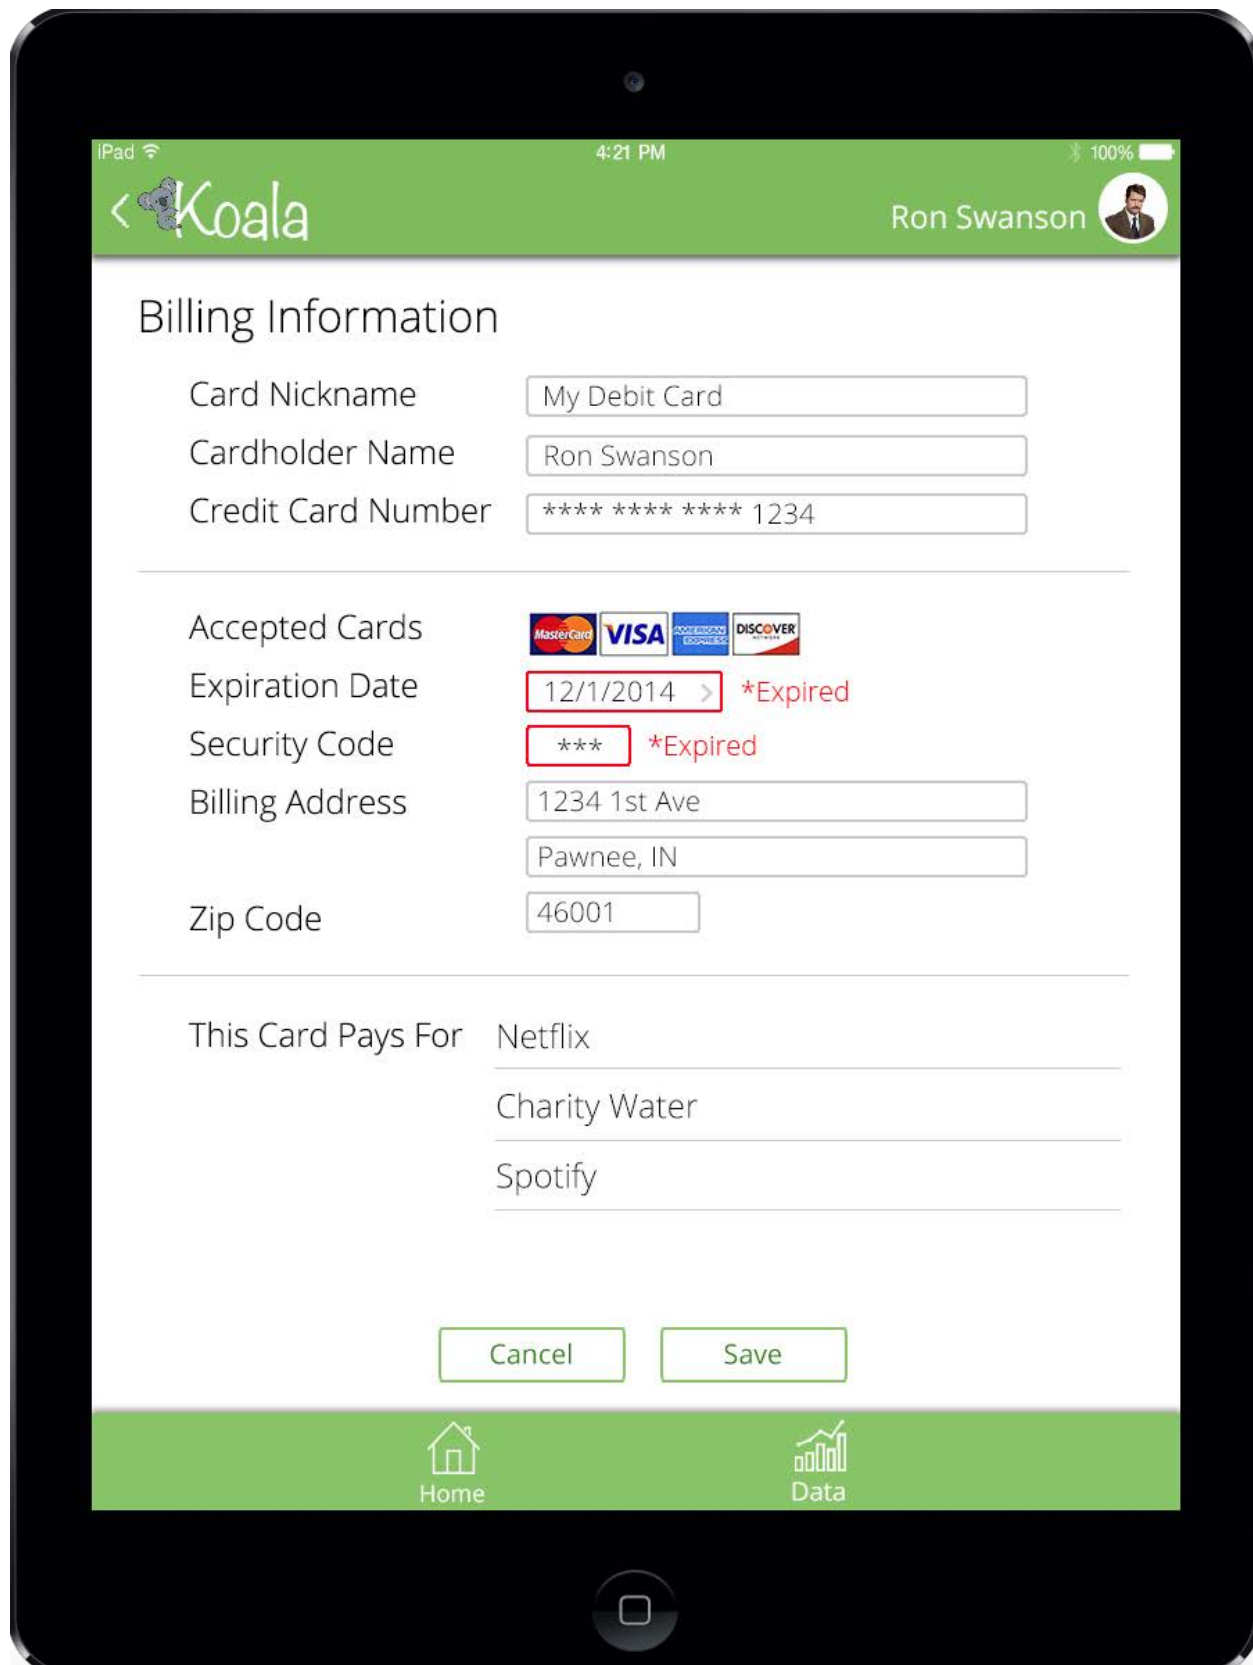 iPad 4:21 PM 100%
Koala Ron Swanson
Billing Information
Card Nickname My Debit Card
Cardholder Name Ron Swanson
Credit Card Number **** **** **** 1234
Accepted Cards MasterCard VISA AMERICAN EXPRESS DISCOVER NETWORK
Expiration Date 12/1/2014 > *Expired
Security Code *** *Expired
Billing Address 1234 1st Ave
Pawnee, IN
Zip Code 46001
This Card Pays For Netflix
Charity Water
Spotify
Cancel Save
Home Data